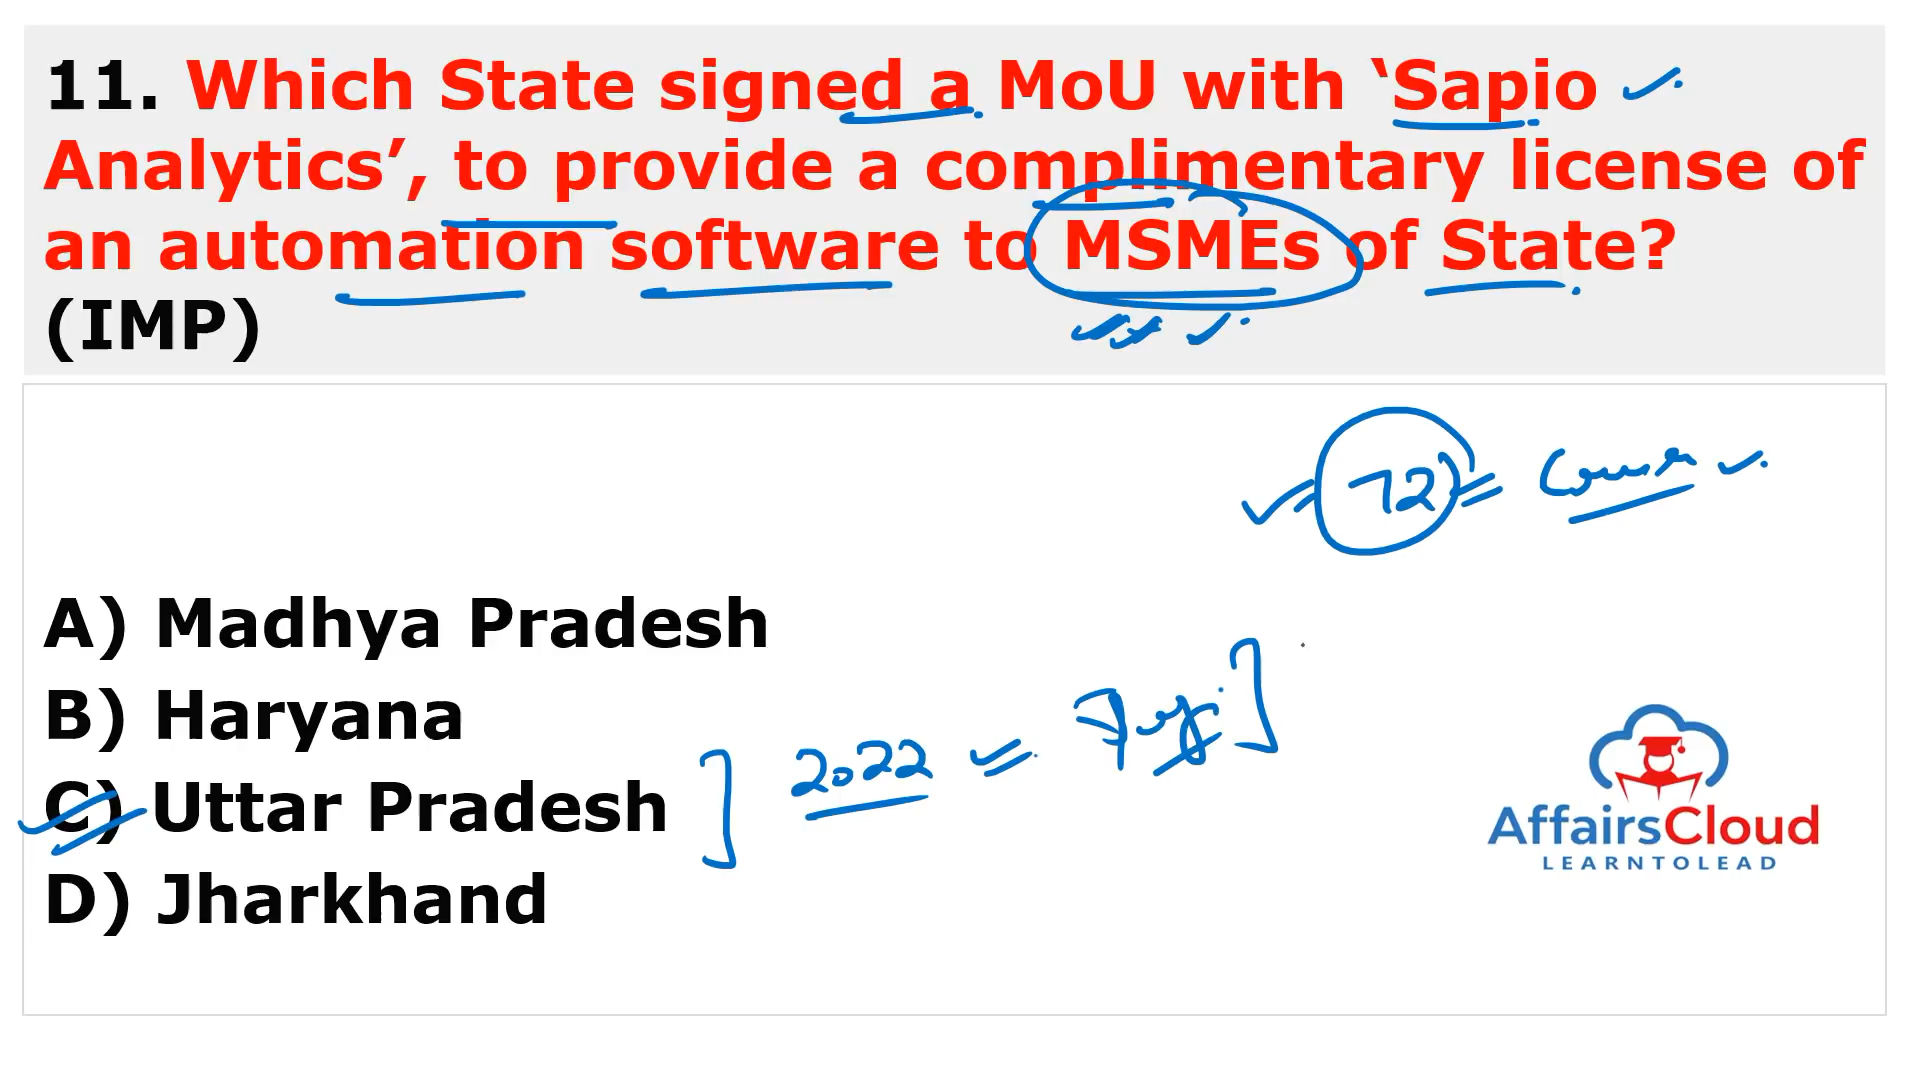 11. Which State signed a MoU with ‘Sapio
Analytics’, to provide a complimentary license of
an automation software to MSMEs of State?
(IMP)
72
A) Madhya Pradesh
B) Haryana
C) Uttar Pradesh
2022
D) Jharkhand
AffairsCloud
LEARNTOLEAD